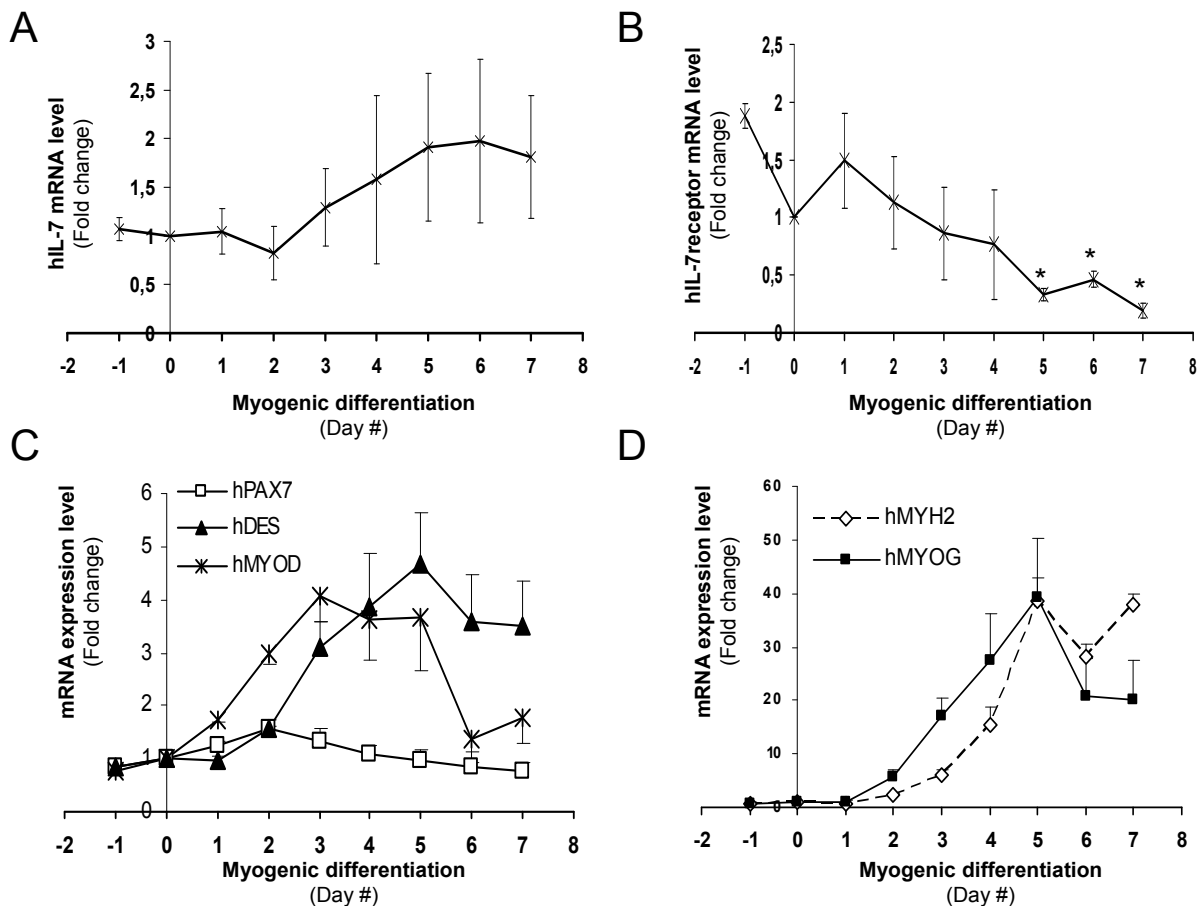 A
hIL-7 mRNA level
(Fold change)
3
2,5
2
1,5
1
0,5
0
-2 -1 0 1 2 3 4 5 6 7 8
Myogenic differentiation
(Day #)
B
hIL-7receptor mRNA level
(Fold change)
2,5
2
1,5
1
0,5
0
* * *
-2 -1 0 1 2 3 4 5 6 7 8
Myogenic differentiation
(Day #)
C
mRNA expression level
(Fold change)
6
5
4
3
2
1
0
hPAX7
hDES
hMYOD
-2 -1 0 1 2 3 4 5 6 7 8
Myogenic differentiation
(Day #)
D
mRNA expression level
(Fold change)
60
50
40
30
20
10
0
hMYH2
hMYOG
-2 -1 0 1 2 3 4 5 6 7 8
Myogenic differentiation
(Day #)